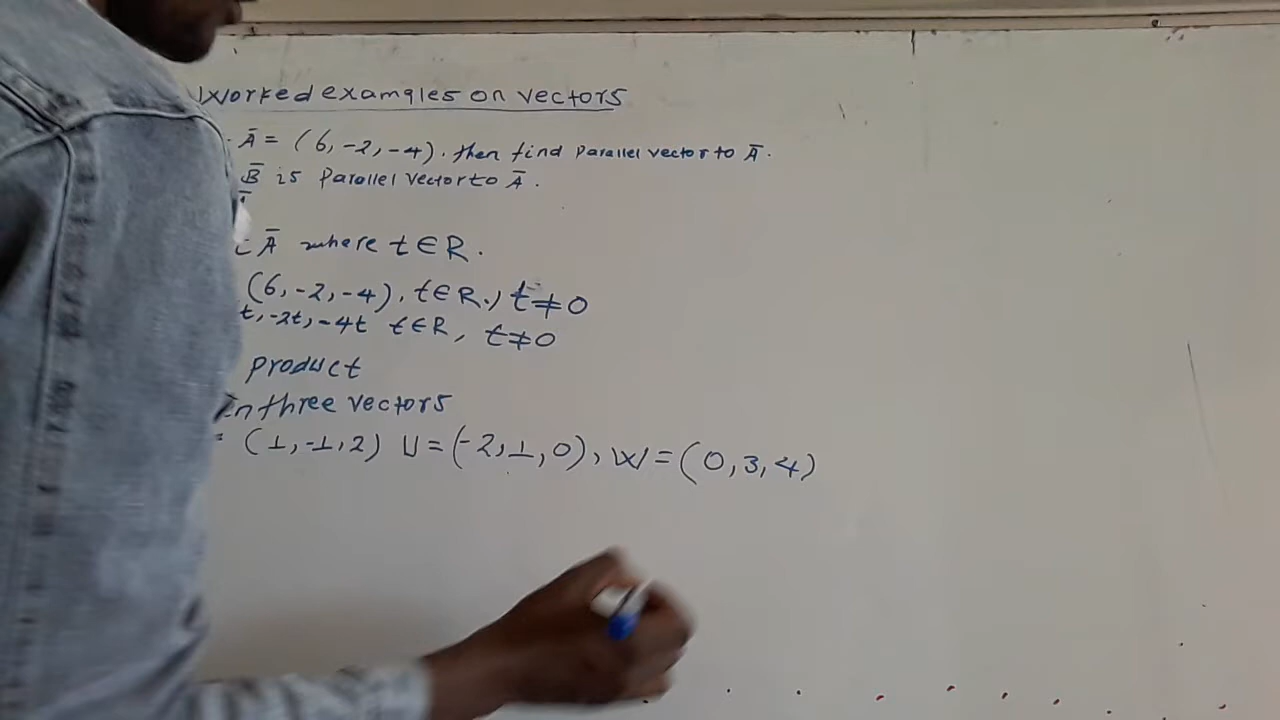 Worked examples on vectors
Ā = (6, -2, -4). then find parallel vector to Ā.
B̄ is parallel vector to Ā.
Ā where t∈R.
(6, -2, -4), t∈R., t≠0
t, -2t, -4t t∈R, t≠0
product
three vectors
= (1, -1, 2) U = (-2, 1, 0), W = (0, 3, 4)